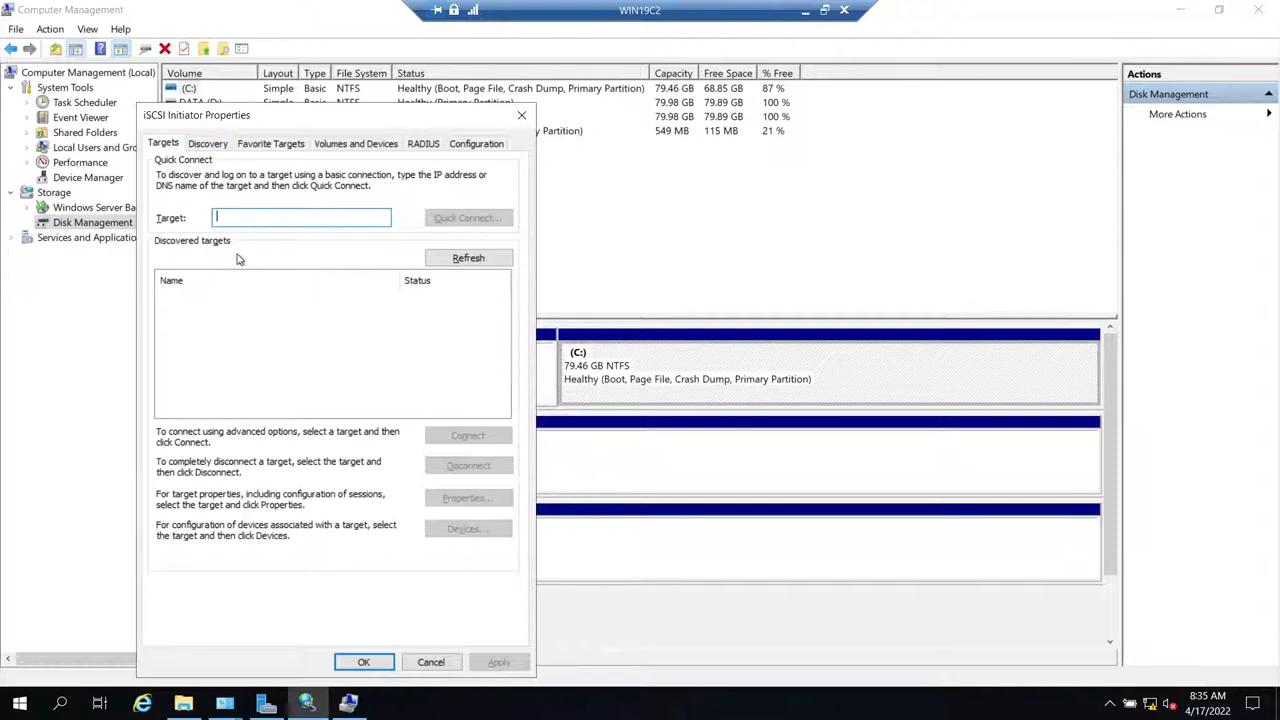 Computer Management
WIN19C2
File Action View Help
Computer Management (Local)
System Tools
Task Scheduler
Event Viewer
Shared Folders
Local Users and Gro
Performance
Device Manager
Storage
Windows Server Ba
Disk Management
Services and Applicatio
Volume Layout Type File System Status Capacity Free Space % Free
(C:) Simple Basic NTFS Healthy (Boot, Page File, Crash Dump, Primary Partition) 79.46 GB 68.85 GB 87 %
DATA (D:) Simple Basic NTFS Healthy (Primary Partition) 79.98 GB 79.89 GB 100 %
79.98 GB 79.89 GB 100 %
Partition) 549 MB 115 MB 21 %
iSCSI Initiator Properties
Targets Discovery Favorite Targets Volumes and Devices RADIUS Configuration
Quick Connect
To discover and log on to a target using a basic connection, type the IP address or
DNS name of the target and then click Quick Connect.
Target: Quick Connect...
Discovered targets
Refresh
Name Status
To connect using advanced options, select a target and then
click Connect.
Connect
To completely disconnect a target, select the target and
then click Disconnect.
Disconnect
For target properties, including configuration of sessions,
select the target and click Properties.
Properties...
For configuration of devices associated with a target, select
the target and then click Devices.
Devices...
OK Cancel Apply
(C:)
79.46 GB NTFS
Healthy (Boot, Page File, Crash Dump, Primary Partition)
Actions
Disk Management
More Actions
8:35 AM
4/17/2022